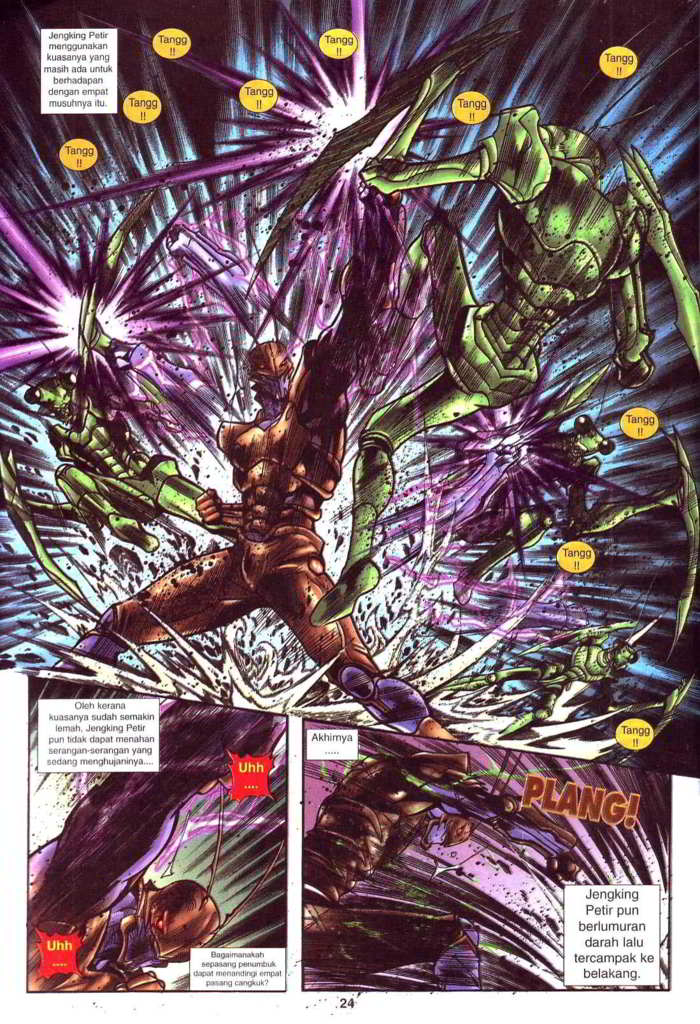 Jengking Petir
menggunakan
kuasanya yang
masih ada untuk
berhadapan
dengan empat
musuhnya itu.
Tangg
!!
Tangg
!!
Tangg
!!
Tangg
!!
Tangg
!!
Tangg
!!
Tangg
!!
Tangg
!!
Tangg
!!
Tangg
!!
Oleh kerana
kuasanya sudah semakin
lemah, Jengking Petir
pun tidak dapat menahan
serangan-serangan yang
sedang menghujaninya....
Uhh
....
Uhh
....
Bagaimanakah
sepasang penumbuk
dapat menandingi empat
pasang cangkuk?
Akhirnya
.....
PLANG!
Jengking
Petir pun
berlumuran
darah lalu
tercampak ke
belakang.
24